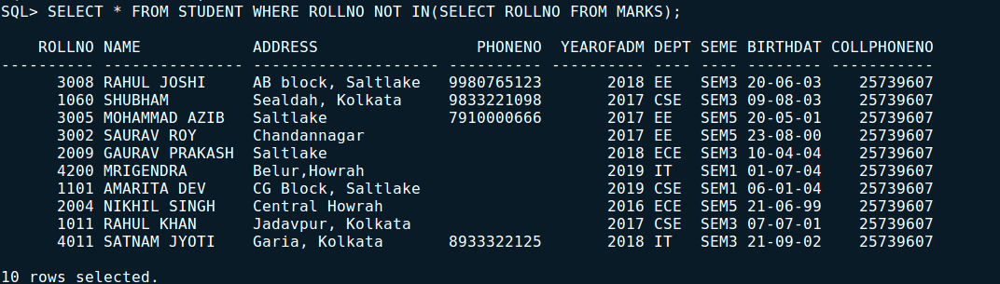 SQL> SELECT * FROM STUDENT WHERE ROLLNO NOT IN(SELECT ROLLNO FROM MARKS);
ROLLNO NAME ADDRESS PHONENO YEAROFADM DEPT SEME BIRTHDAT COLLPHONENO
---------- --------------- -------------------- ---------- ---------- ---- ---- -------- -----------
3008 RAHUL JOSHI AB block, Saltlake 9980765123 2018 EE SEM3 20-06-03 25739607
1060 SHUBHAM Sealdah, Kolkata 9833221098 2017 CSE SEM3 09-08-03 25739607
3005 MOHAMMAD AZIB Saltlake 7910000666 2017 EE SEM5 20-05-01 25739607
3002 SAURAV ROY Chandannagar 2017 EE SEM5 23-08-00 25739607
2009 GAURAV PRAKASH Saltlake 2018 ECE SEM3 10-04-04 25739607
4200 MRIGENDRA Belur,Howrah 2019 IT SEM1 01-07-04 25739607
1101 AMARITA DEV CG Block, Saltlake 2019 CSE SEM1 06-01-04 25739607
2004 NIKHIL SINGH Central Howrah 2016 ECE SEM5 21-06-99 25739607
1011 RAHUL KHAN Jadavpur, Kolkata 2017 CSE SEM3 07-07-01 25739607
4011 SATNAM JYOTI Garia, Kolkata 8933322125 2018 IT SEM3 21-09-02 25739607
10 rows selected.